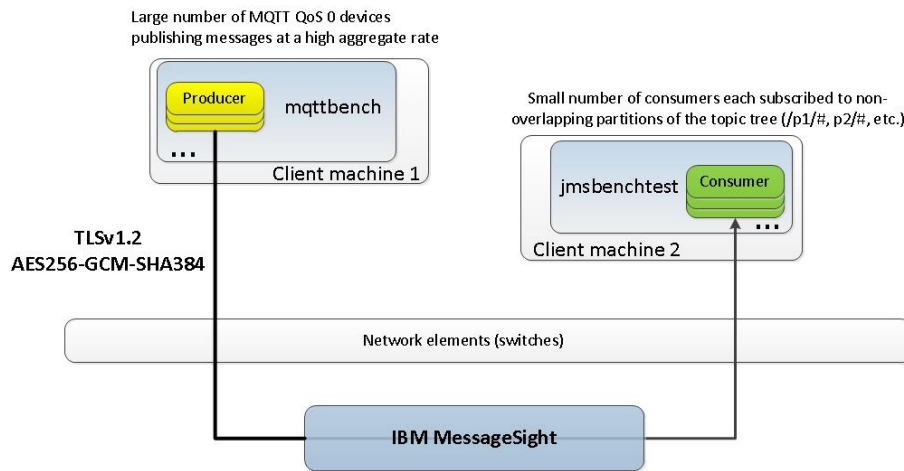 Large number of MQTT QoS 0 devices
publishing messages at a high aggregate rate
Producer
mqttbench
...
Client machine 1
Small number of consumers each subscribed to non-
overlapping partitions of the topic tree (/p1/#, p2/#, etc.)
jmsbenchtest
Consumer
...
Client machine 2
TLSv1.2
AES256-GCM-SHA384
Network elements (switches)
IBM MessageSight